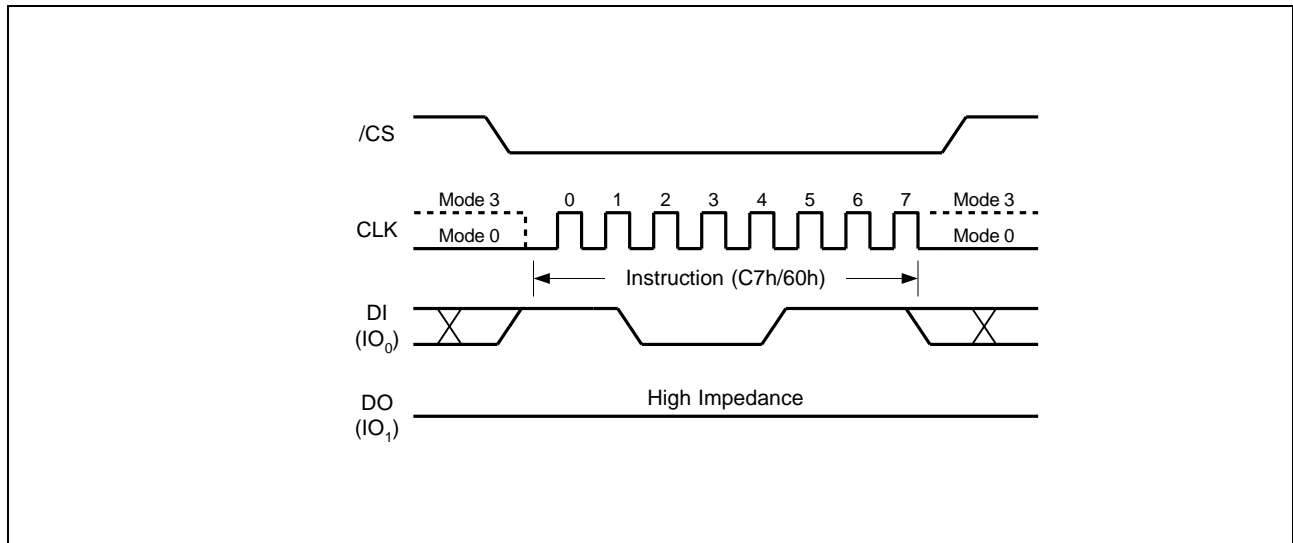 /CS
Mode 3 0 1 2 3 4 5 6 7 Mode 3
CLK
Mode 0 Mode 0
Instruction (C7h/60h)
DI
(IO0)
High Impedance
DO
(IO1)